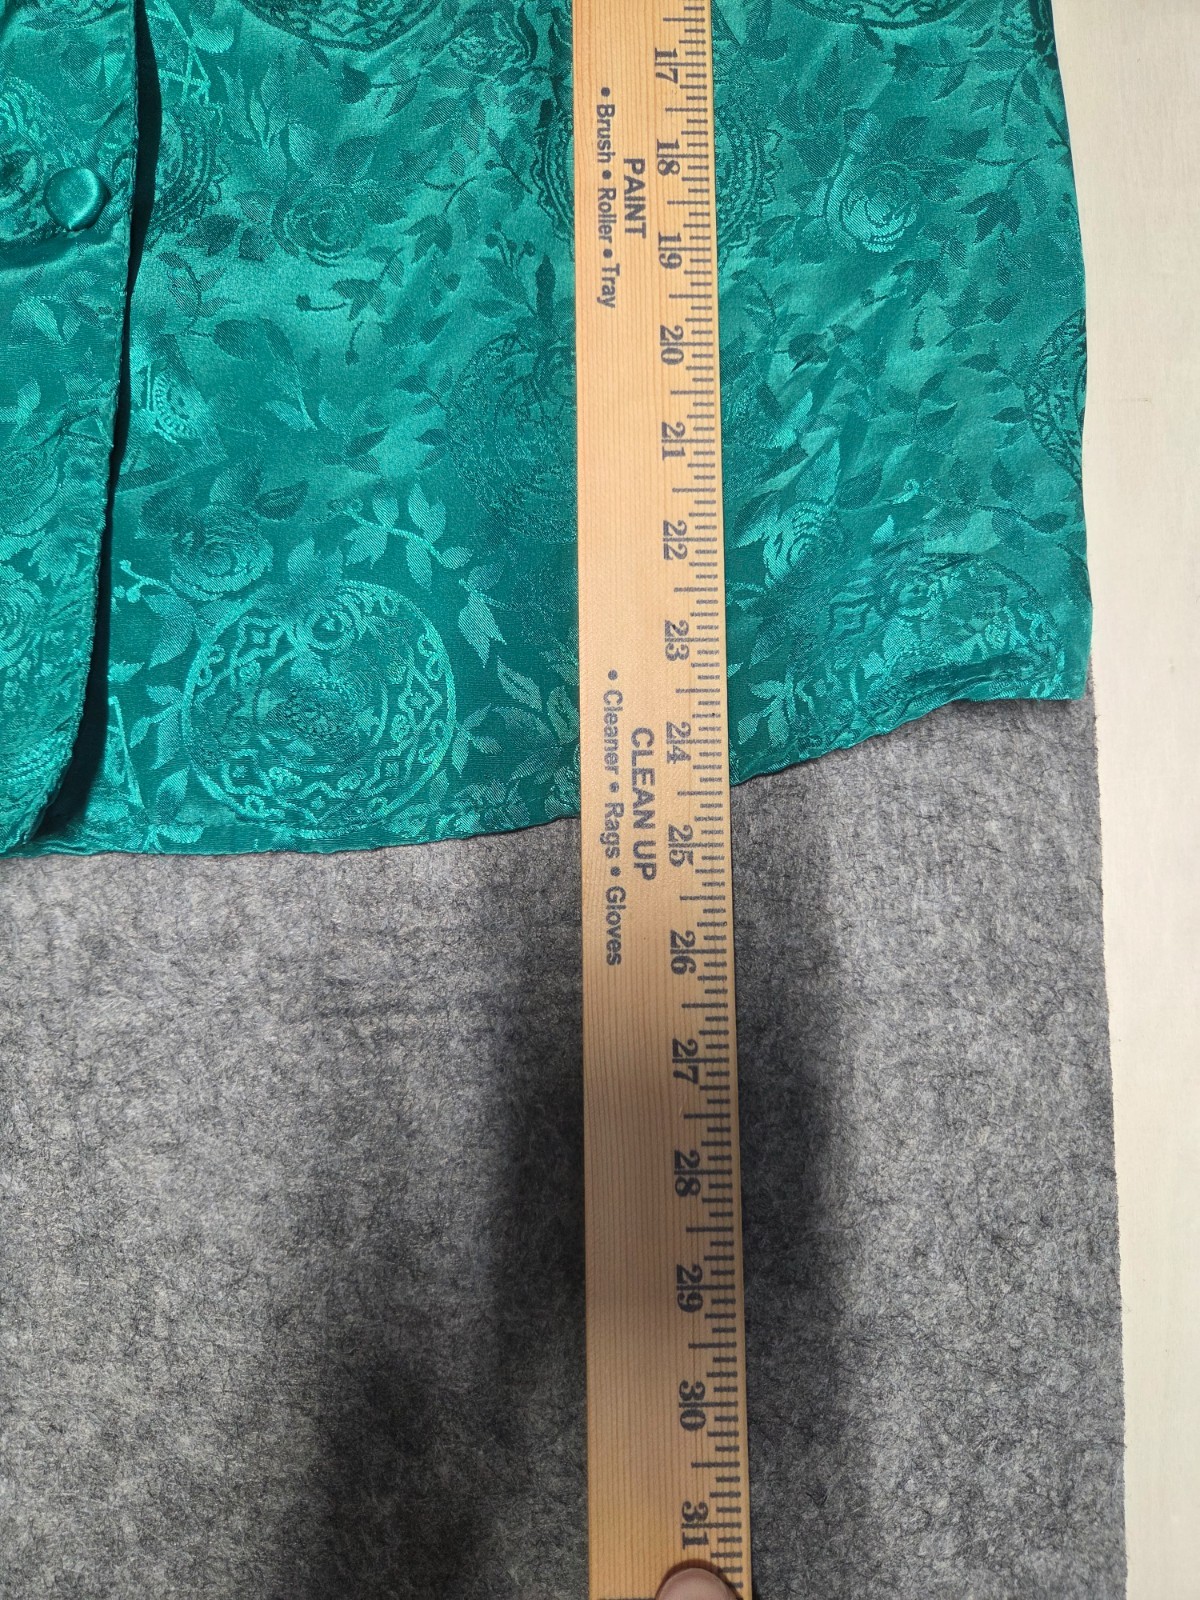 PAINT
• Brush • Roller • Tray
CLEAN UP
• Cleaner • Rags • Gloves
17 18 19 20 21 22 23 24 25 26 27 28 29 30 31